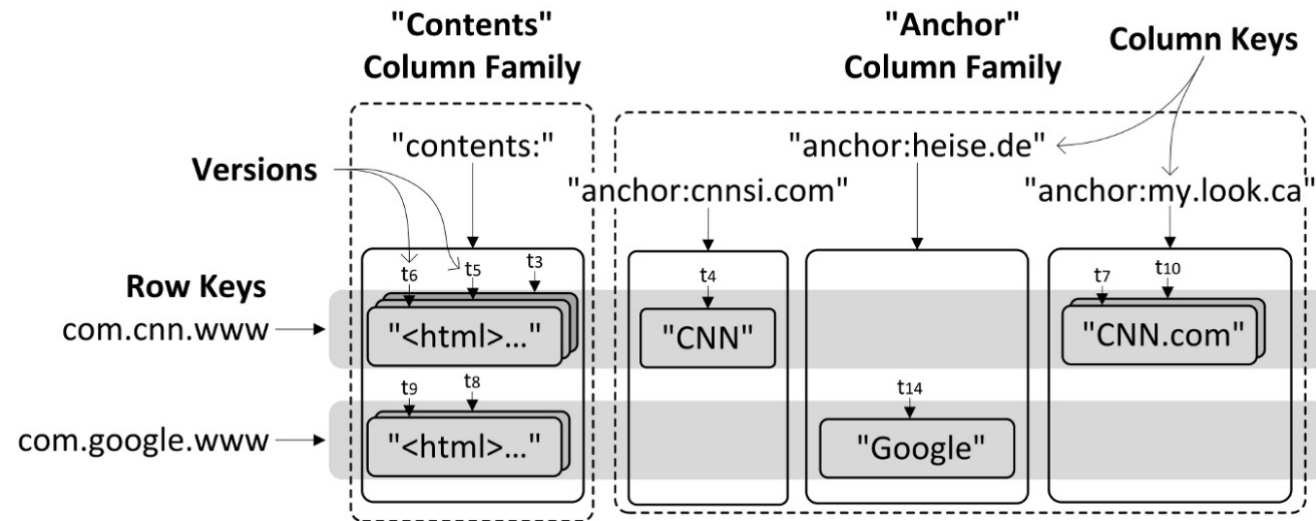 "Contents"
Column Family
"Anchor"
Column Family
Column Keys
"contents:"
"anchor:heise.de"
Versions
"anchor:cnnsi.com"
"anchor:my.look.ca"
t6
t5
t3
t4
t7
t10
Row Keys
com.cnn.www
"<html>..."
"CNN"
"CNN.com"
t9
t8
t14
com.google.www
"<html>..."
"Google"